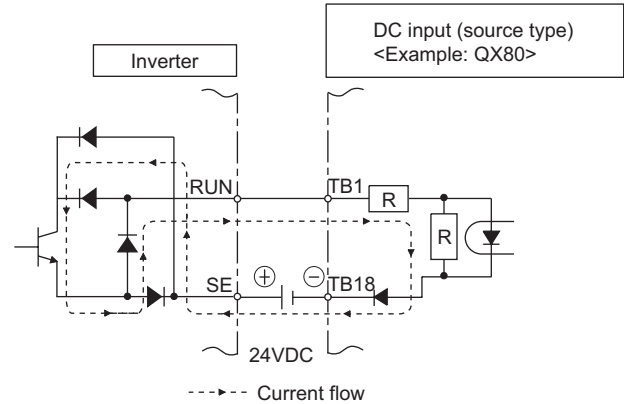 DC input (source type)
<Example: QX80>
Inverter
RUN
TB1
R
R
SE
+
−
TB18
24VDC
Current flow